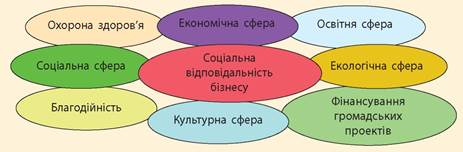 Охорона здоров'я
Економічна сфера
Освітня сфера
Соціальна сфера
Соціальна
відповідальність
бізнесу
Екологічна сфера
Благодійність
Культурна сфера
Фінансування
громадських
проектів